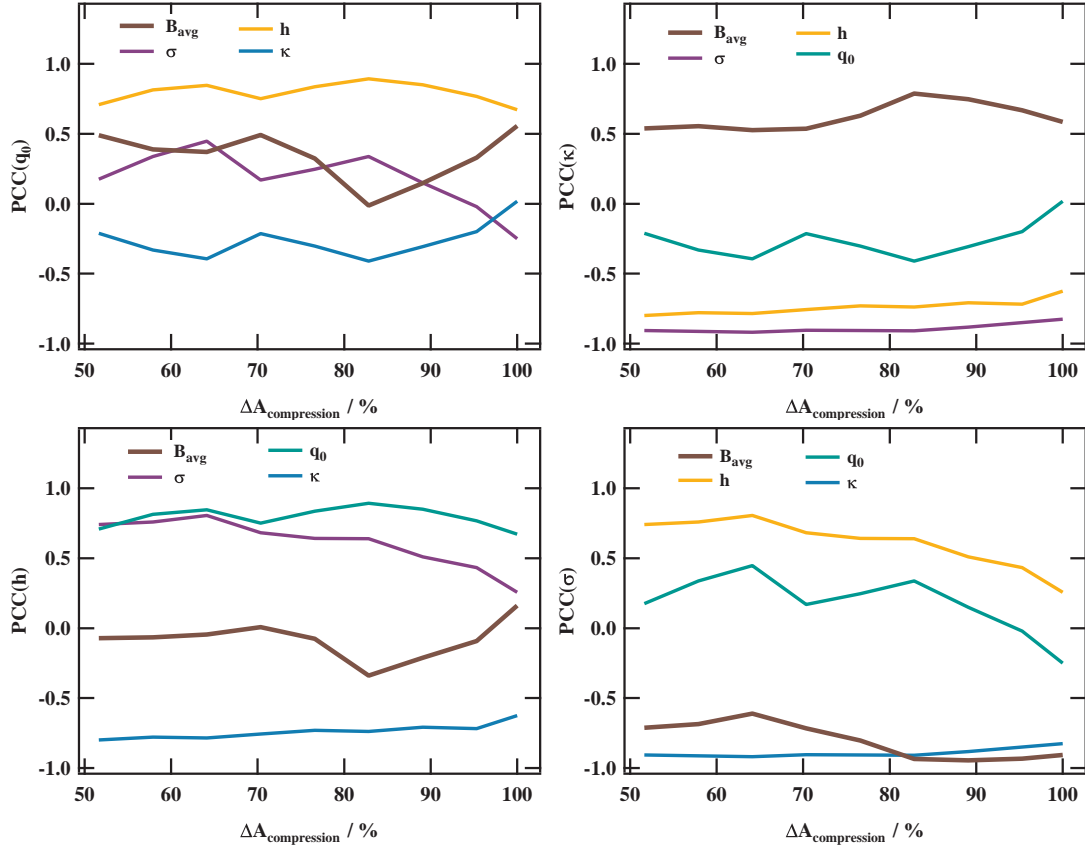 B_avg h
σ κ
1.0
0.5
0.0
-0.5
-1.0
PCC(q_0)
50 60 70 80 90 100
ΔA_compression / %
B_avg h
σ q_0
1.0
0.5
0.0
-0.5
-1.0
PCC(κ)
50 60 70 80 90 100
ΔA_compression / %
B_avg q_0
σ κ
1.0
0.5
0.0
-0.5
-1.0
PCC(h)
50 60 70 80 90 100
ΔA_compression / %
B_avg q_0
h κ
1.0
0.5
0.0
-0.5
-1.0
PCC(σ)
50 60 70 80 90 100
ΔA_compression / %